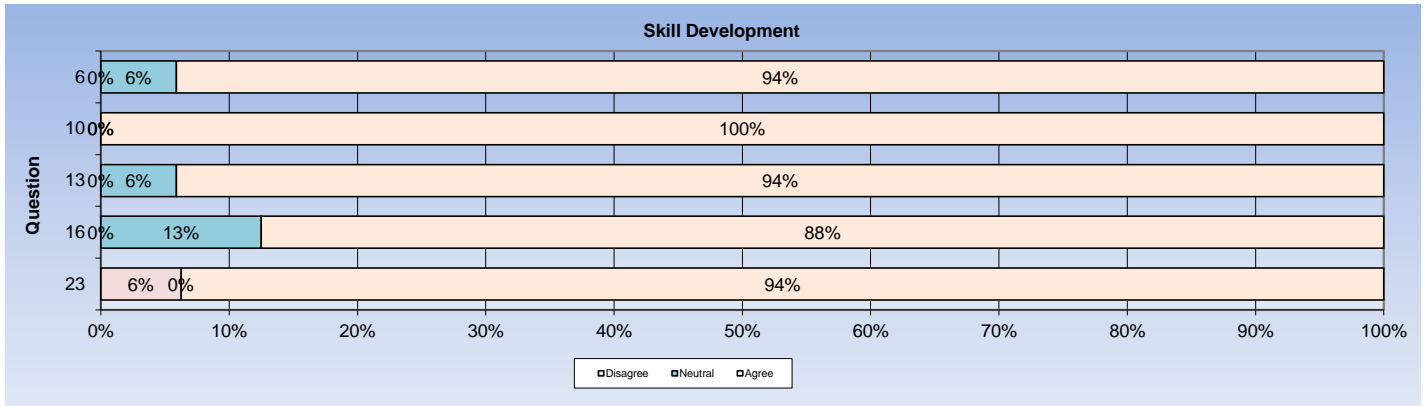 Skill Development
Question
6 0% 6% 94%
10 0% 0% 100%
13 0% 6% 94%
16 0% 13% 88%
23 6% 0% 94%
0% 10% 20% 30% 40% 50% 60% 70% 80% 90% 100%
Disagree Neutral Agree